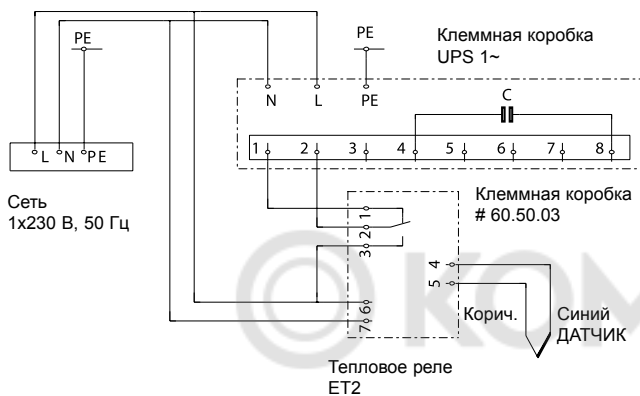 PE
PE
Клеммная коробка
UPS 1~
N L PE
C
L N PE
1 2 3 4 5 6 7 8
Сеть
1x230 В, 50 Гц
Клеммная коробка
# 60.50.03
1
2
3
4
5
6
7
Корич.
Синий
ДАТЧИК
Тепловое реле
ET2
КОМ